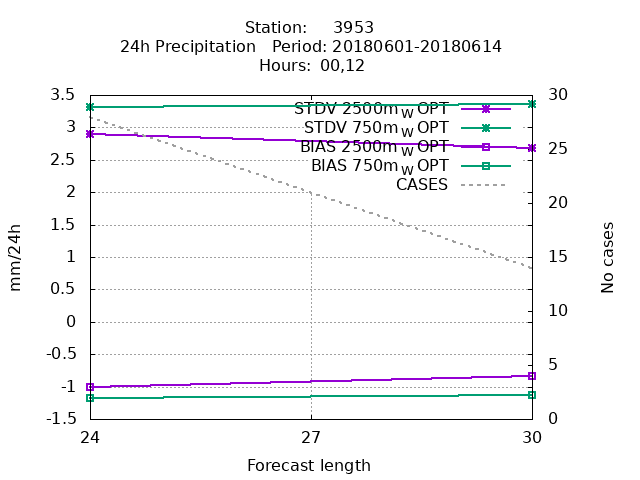 Station: 3953
24h Precipitation Period: 20180601-20180614
Hours: 00,12
3.5
3
2.5
2
1.5
1
0.5
0
-0.5
-1
-1.5
mm/24h
STDV 2500m_W OPT
STDV 750m_W OPT
BIAS 2500m_W OPT
BIAS 750m_W OPT
CASES
30
25
20
15
10
5
0
No cases
24 27 30
Forecast length